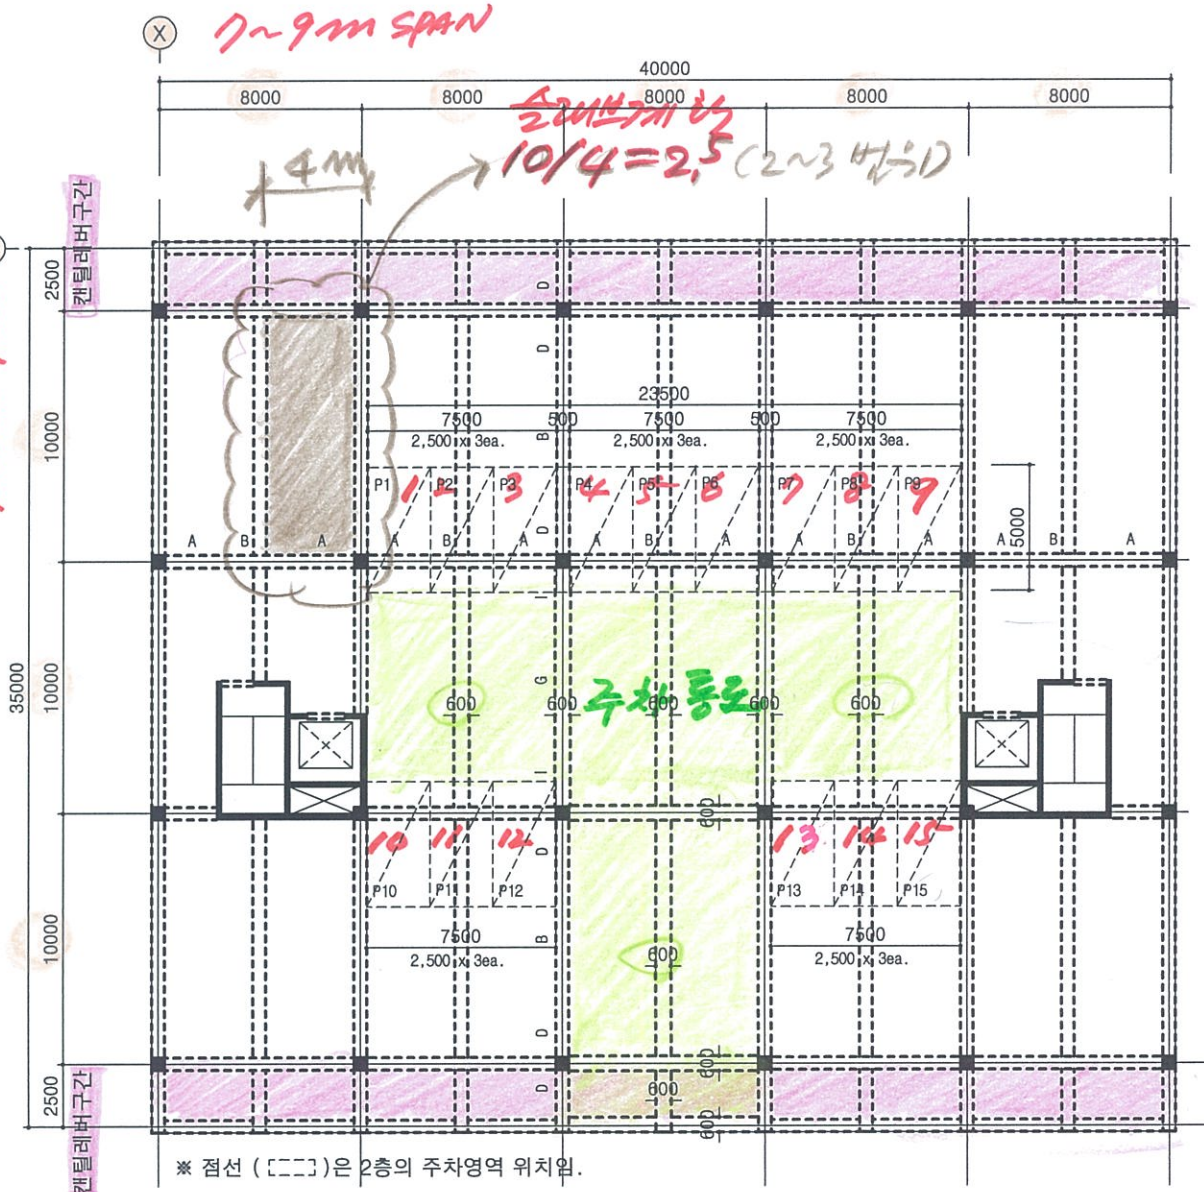 X
7~9m SPAN
40000
8000 8000 8000 8000 8000
슬래브계획
4m
10/4=2.5 (2~3 범위)
캔틸레버구간
2500
D
D
10000
23500
7500 500 7500 500 7500
2,500 x 3ea. B 2,500 x 3ea. 2,500 x 3ea.
P1 1 P2 2 P3 3 P4 4 P5 5 P6 6 P7 7 P8 8 P9 9
5000
D
A B A A B A A B A A B A A B A
I
35000
10000
G
주차 통로
600 600 600 600 600
I
600
10 11 12 13 14 15
D
P10 P11 P12 P13 P14 P15
10000
7500 B 7500
2,500 x 3ea. 600 2,500 x 3ea.
D
600
2500
캔틸레버구간
D 600
600
※ 점선 ( )은 2층의 주차영역 위치임.